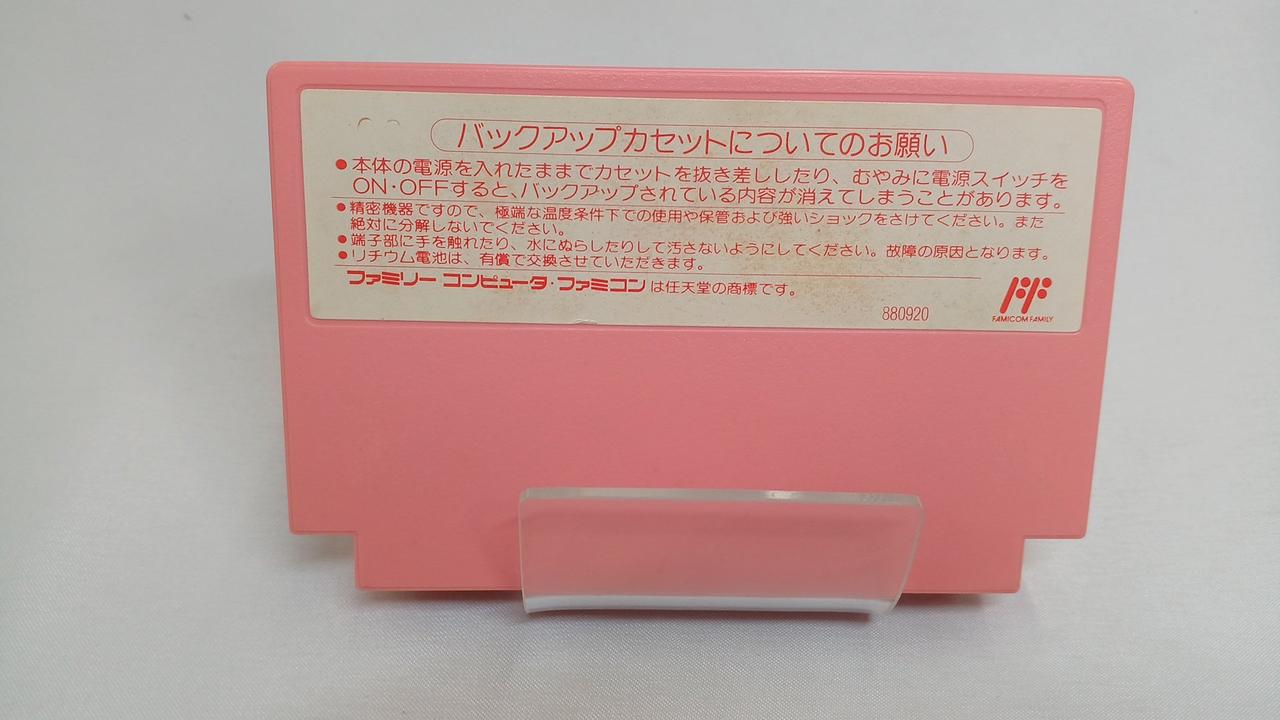 バックアップカセットについてのお願い
●本体の電源を入れたままでカセットを抜き差ししたり、むやみに電源スイッチを
ON・OFFすると、バックアップされている内容が消えてしまうことがあります。
●精密機器ですので、極端な温度条件下での使用や保管および強いショックをさけてください。また
絶対に分解しないでください。
●端子部に手を触れたり、水にぬらしたりして汚さないようにしてください。故障の原因となります。
●リチウム電池は、有償で交換させていただきます。
ファミリー コンピュータ・ファミコンは任天堂の商標です。
880920
FAMICOM FAMILY